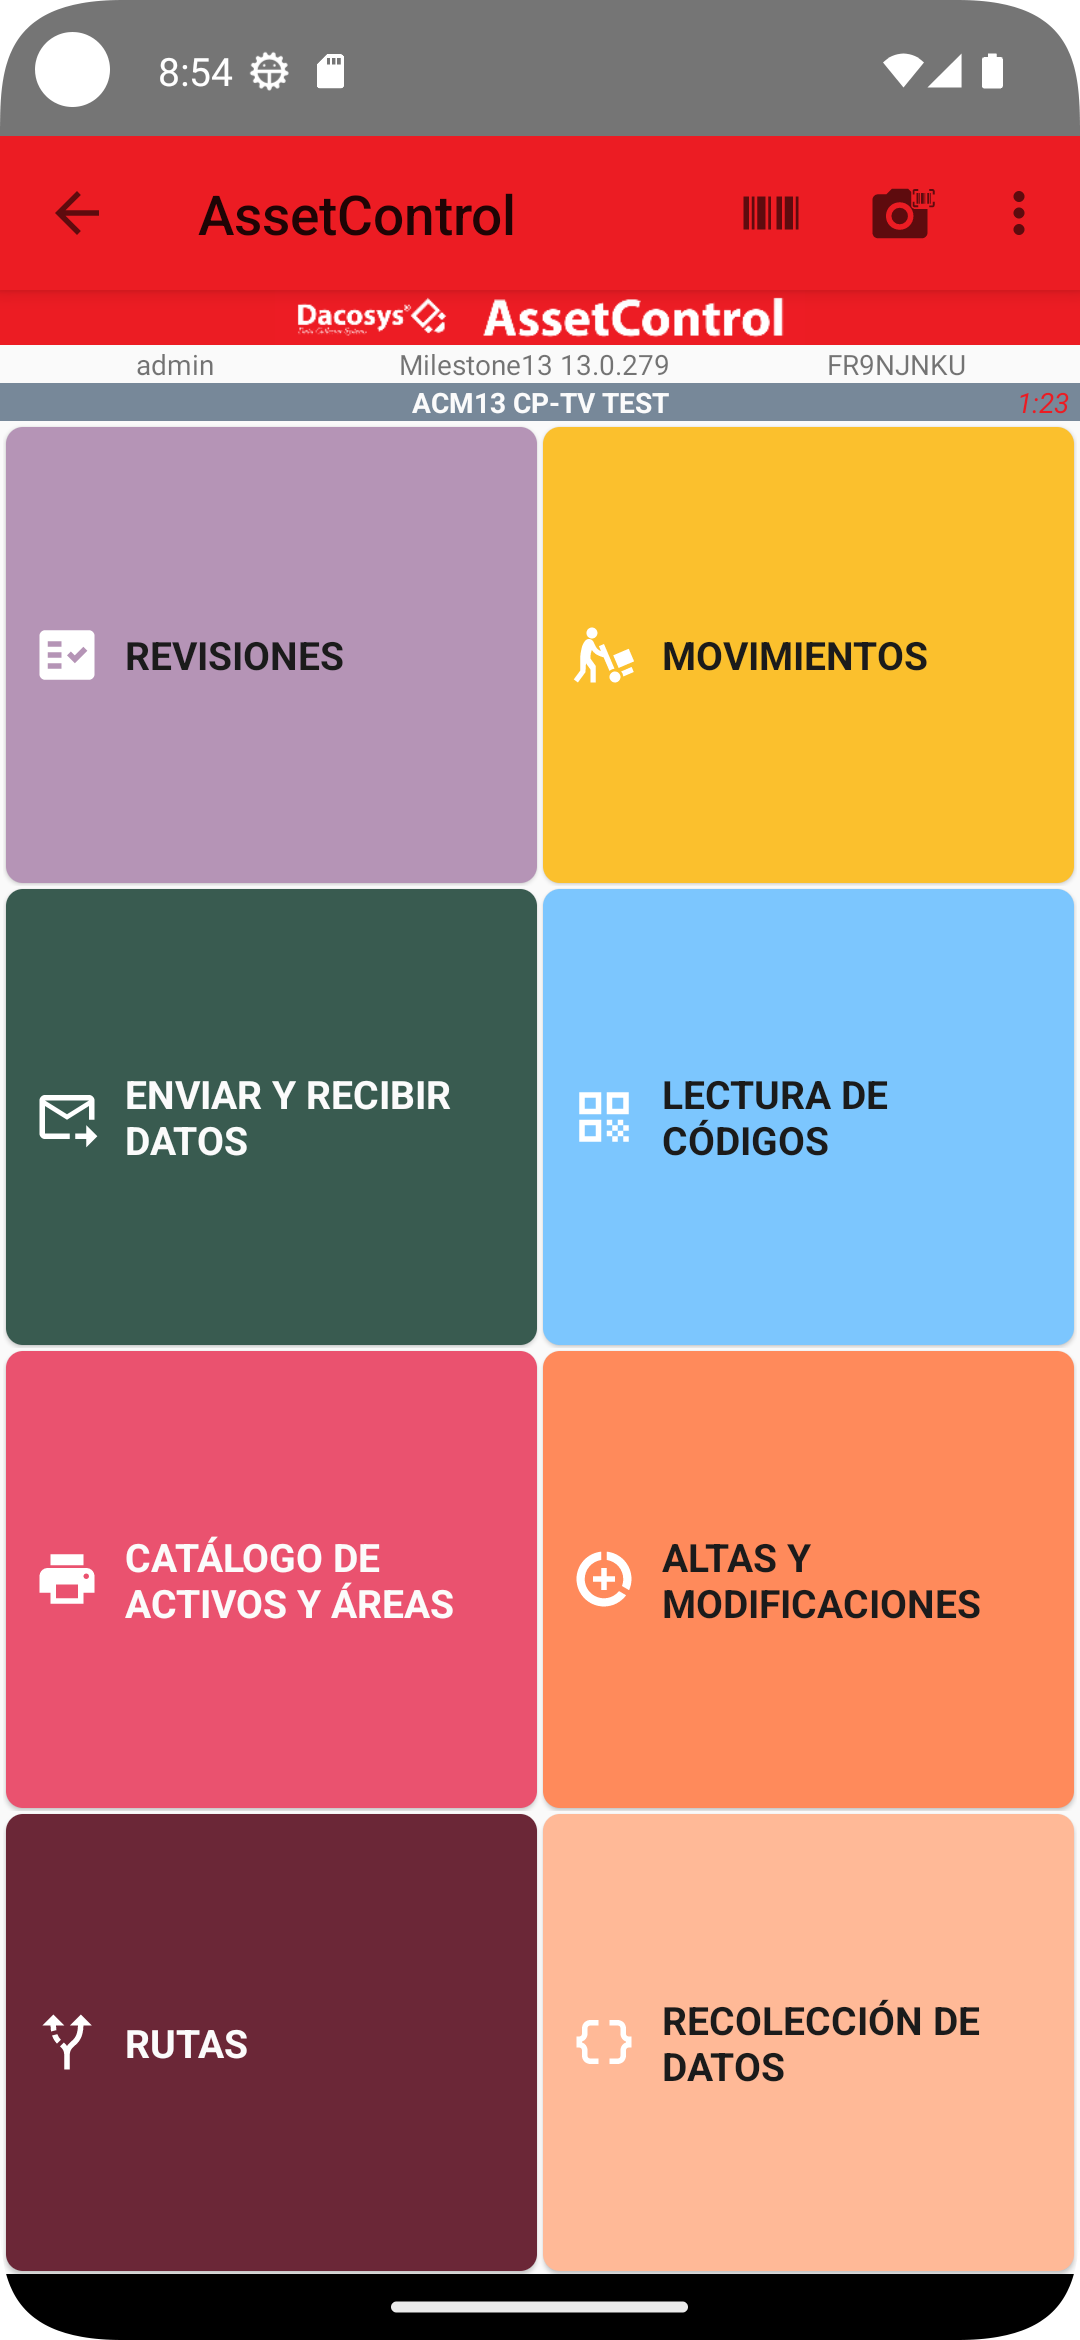 8:54
AssetControl
Dacosys® AssetControl
admin Milestone13 13.0.279 FR9NJNKU
ACM13 CP-TV TEST 1:23
REVISIONES
MOVIMIENTOS
ENVIAR Y RECIBIR
DATOS
LECTURA DE
CÓDIGOS
CATÁLOGO DE
ACTIVOS Y ÁREAS
ALTAS Y
MODIFICACIONES
RUTAS
RECOLECCIÓN DE
DATOS